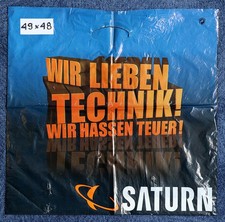 49 x 48
WIR LIEBEN
TECHNIK!
WIR HASSEN TEUER!
SATURN